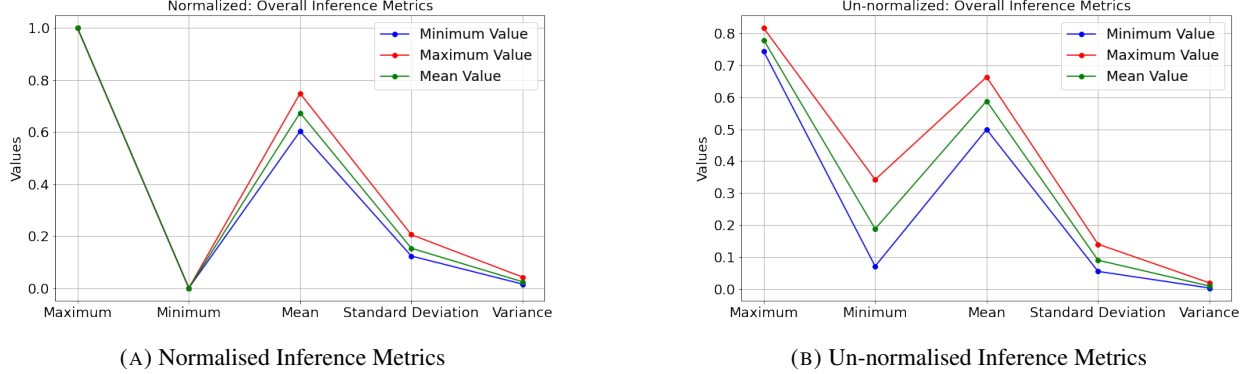 Normalized: Overall Inference Metrics
1.0
0.8
0.6
0.4
0.2
0.0
Values
Minimum Value
Maximum Value
Mean Value
Maximum Minimum Mean Standard Deviation Variance
(A) Normalised Inference Metrics
Un-normalized: Overall Inference Metrics
0.8
0.7
0.6
0.5
0.4
0.3
0.2
0.1
0.0
Values
Minimum Value
Maximum Value
Mean Value
Maximum Minimum Mean Standard Deviation Variance
(B) Un-normalised Inference Metrics